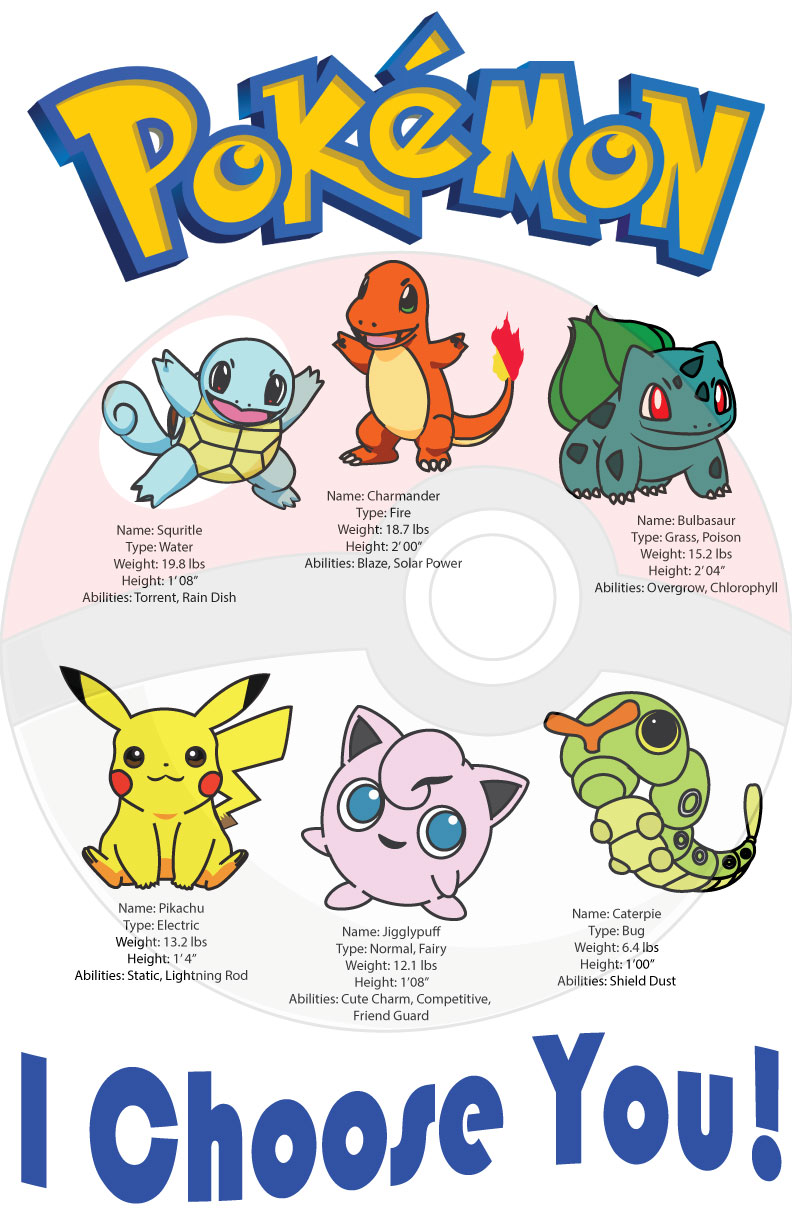 POKéMON
Name: Squritle
Type: Water
Weight: 19.8 lbs
Height: 1' 08”
Abilities: Torrent, Rain Dish
Name: Charmander
Type: Fire
Weight: 18.7 lbs
Height: 2' 00”
Abilities: Blaze, Solar Power
Name: Bulbasaur
Type: Grass, Poison
Weight: 15.2 lbs
Height: 2' 04”
Abilities: Overgrow, Chlorophyll
Name: Pikachu
Type: Electric
Weight: 13.2 lbs
Height: 1' 4”
Abilities: Static, Lightning Rod
Name: Jigglypuff
Type: Normal, Fairy
Weight: 12.1 lbs
Height: 1'08”
Abilities: Cute Charm, Competitive,
Friend Guard
Name: Caterpie
Type: Bug
Weight: 6.4 lbs
Height: 1'00”
Abilities: Shield Dust
I Choose You!